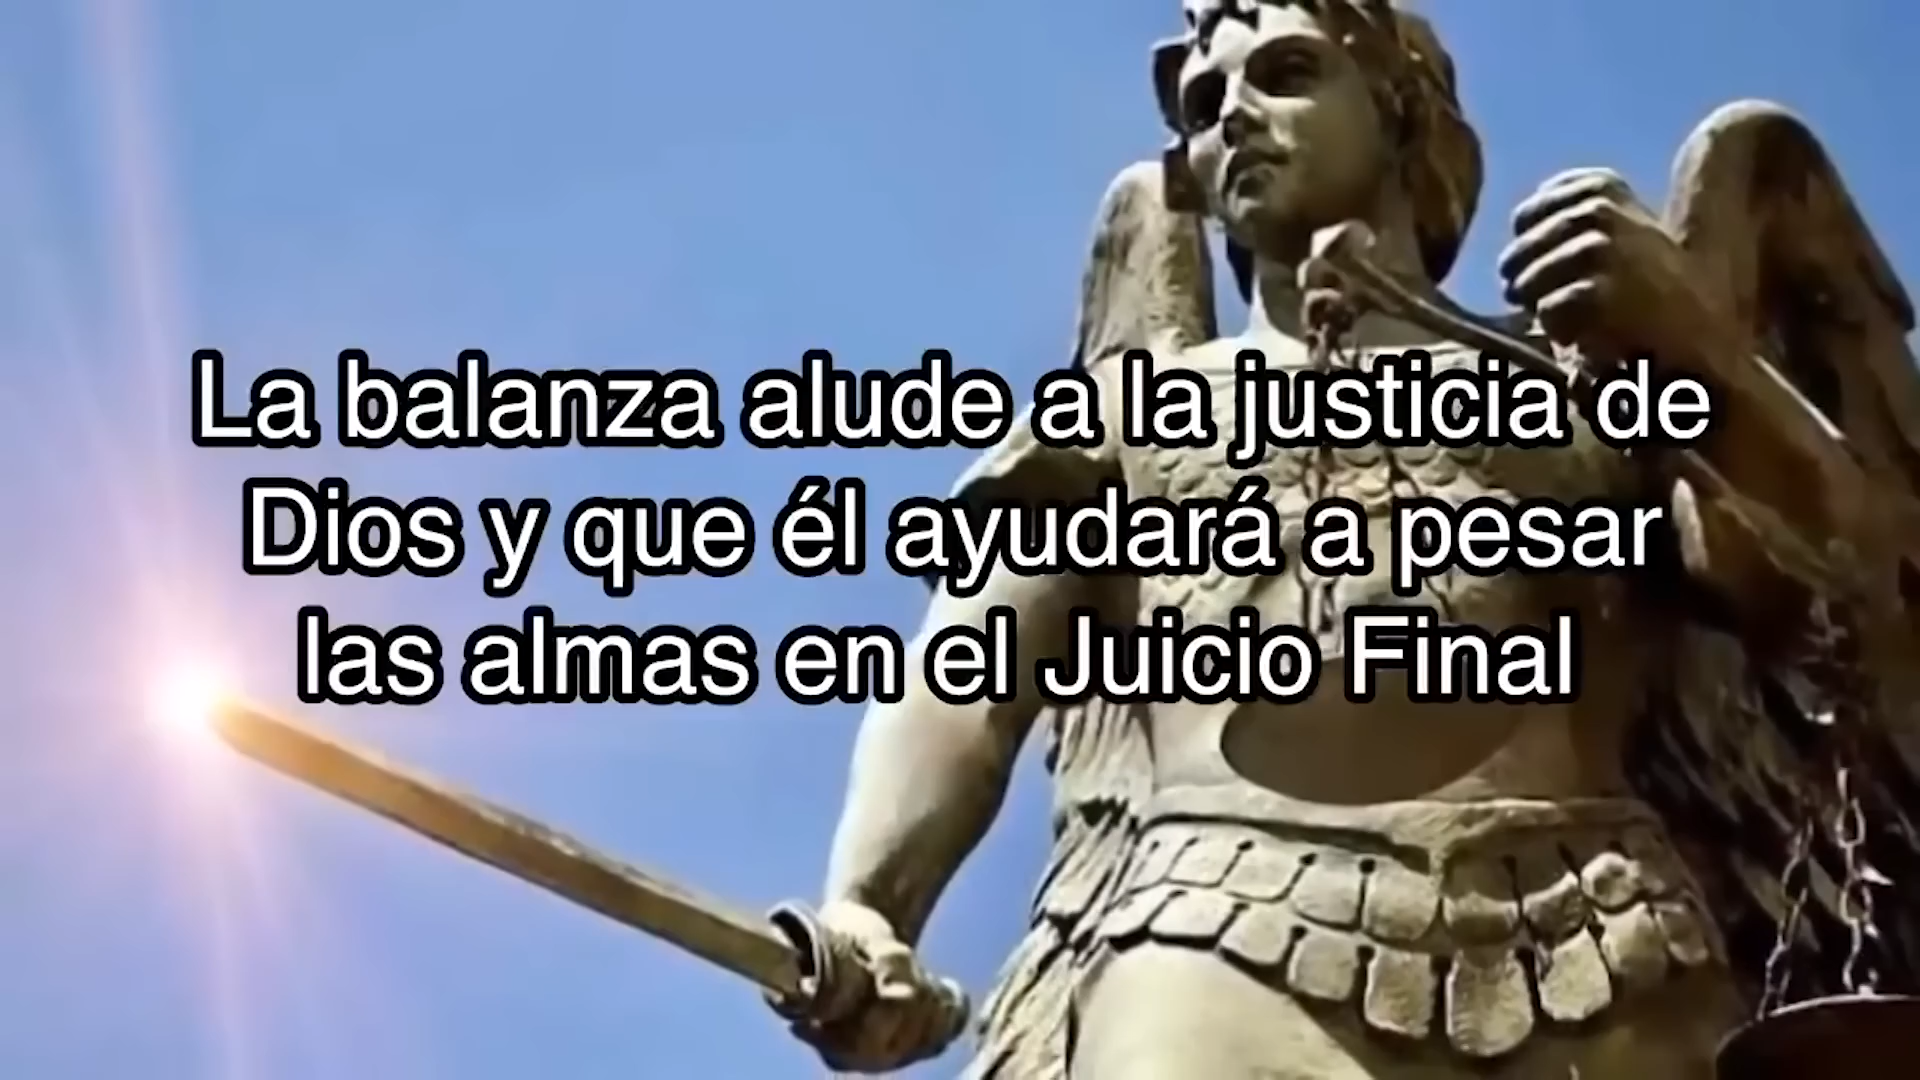 La balanza alude a la justicia de
Dios y que él ayudará a pesar
las almas en el Juicio Final